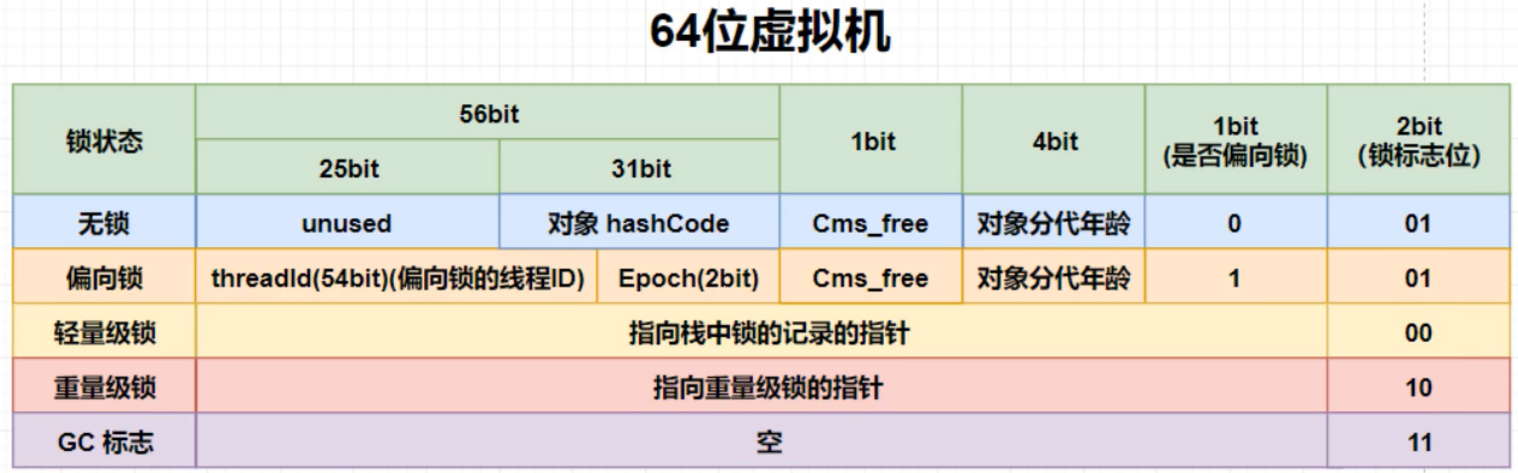 64位虚拟机
锁状态
56bit
25bit
31bit
1bit
4bit
1bit
(是否偏向锁)
2bit
(锁标志位)
无锁
unused
对象 hashCode
Cms_free
对象分代年龄
0
01
偏向锁
threadId(54bit)(偏向锁的线程ID)
Epoch(2bit)
Cms_free
对象分代年龄
1
01
轻量级锁
指向栈中锁的记录的指针
00
重量级锁
指向重量级锁的指针
10
GC 标志
空
11